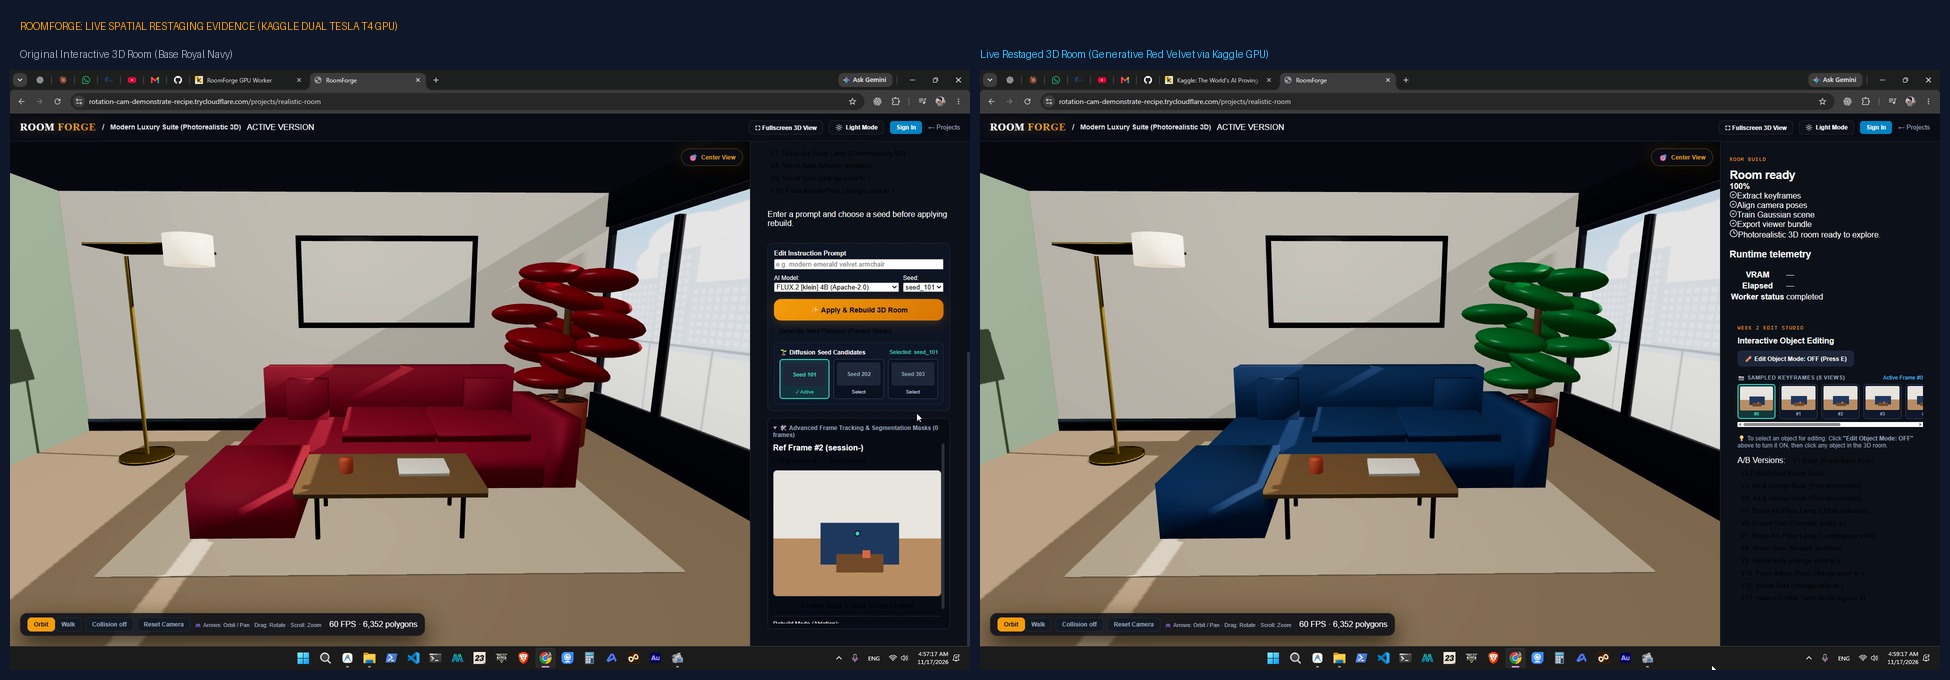 ROOMFORGE: LIVE SPATIAL RESTAGING EVIDENCE (KAGGLE DUAL TESLA T4 GPU)
Original Interactive 3D Room (Base Royal Navy)
RoomForge GPU Worker
RoomForge
Ask Gemini
rotation-cam-demonstrate-recipe.trycloudflare.com/projects/realistic-room
ROOM FORGE / Modern Luxury Suite (Photorealistic 3D) ACTIVE VERSION
Fullscreen 3D View
Light Mode
Sign In
← Projects
Center View
Enter a prompt and choose a seed before applying
rebuild.
Edit Instruction Prompt
e.g. modern emerald velvet armchair
AI Model: Seed:
FLUX.2 [klein] 4B (Apache-2.0) seed_101
Apply & Rebuild 3D Room
Diffusion Seed Candidates Selected: seed_101
Seed 101 Seed 202 Seed 303
✓ Active Select Select
▼ Advanced Frame Tracking & Segmentation Masks (0
frames)
Ref Frame #2 (session-)
Orbit Walk Collision off Reset Camera Arrows: Orbit / Pan · Drag: Rotate · Scroll: Zoom 60 FPS · 6,352 polygons
23
Au
ENG
4:57:17 AM
11/17/2026
Live Restaged 3D Room (Generative Red Velvet via Kaggle GPU)
Kaggle: The World's AI Proving
RoomForge
Ask Gemini
rotation-cam-demonstrate-recipe.trycloudflare.com/projects/realistic-room
ROOM FORGE / Modern Luxury Suite (Photorealistic 3D) ACTIVE VERSION
Fullscreen 3D View
Light Mode
Sign In
← Projects
Center View
ROOM BUILD
Room ready
100%
Extract keyframes
Align camera poses
Train Gaussian scene
Export viewer bundle
Photorealistic 3D room ready to explore.
Runtime telemetry
VRAM —
Elapsed —
Worker status completed
WEEK 2 EDIT STUDIO
Interactive Object Editing
Edit Object Mode: OFF (Press E)
SAMPLED KEYFRAMES (8 VIEWS) Active Frame #0
#0 #1 #2 #3
To select an object for editing: Click "Edit Object Mode: OFF"
above to turn it ON, then click any object in the 3D room.
A/B Versions:
Orbit Walk Collision off Reset Camera Arrows: Orbit / Pan · Drag: Rotate · Scroll: Zoom 60 FPS · 6,352 polygons
23
Au
ENG
4:59:17 AM
11/17/2026